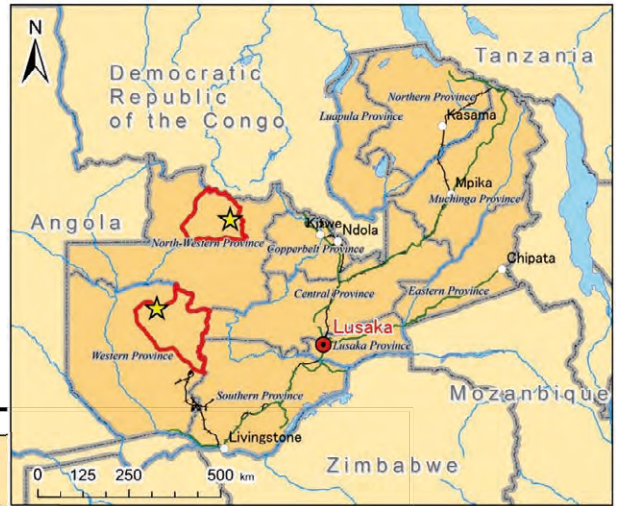 N
Tanzania
Democratic
Republic
of the Congo
Northern Province
Luapula Province
Kasama
Mpika
Muchinga Province
Angola
North-Western Province
Kitwe
Ndola
Copperbelt Province
Chipata
Central Province
Eastern Province
Lusaka
Lusaka Province
Western Province
Southern Province
Mozambique
Livingstone
Zimbabwe
0 125 250 500 km